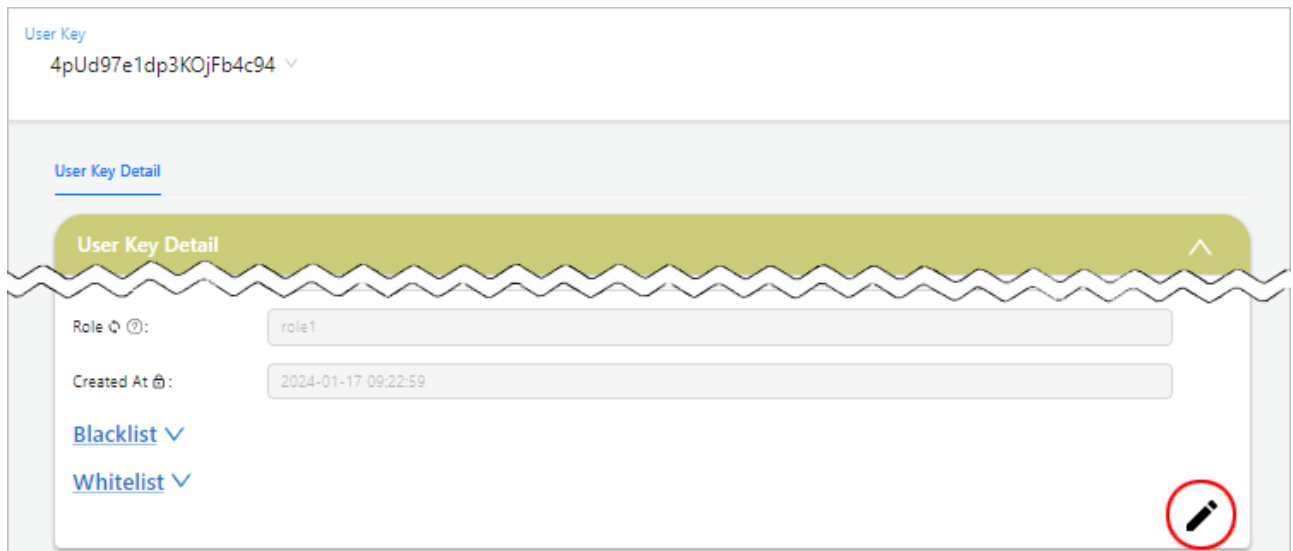 User Key
4pUd97e1dp3KOjFb4c94
User Key Detail
User Key Detail
Role :
role1
Created At :
2024-01-17 09:22:59
Blacklist
Whitelist